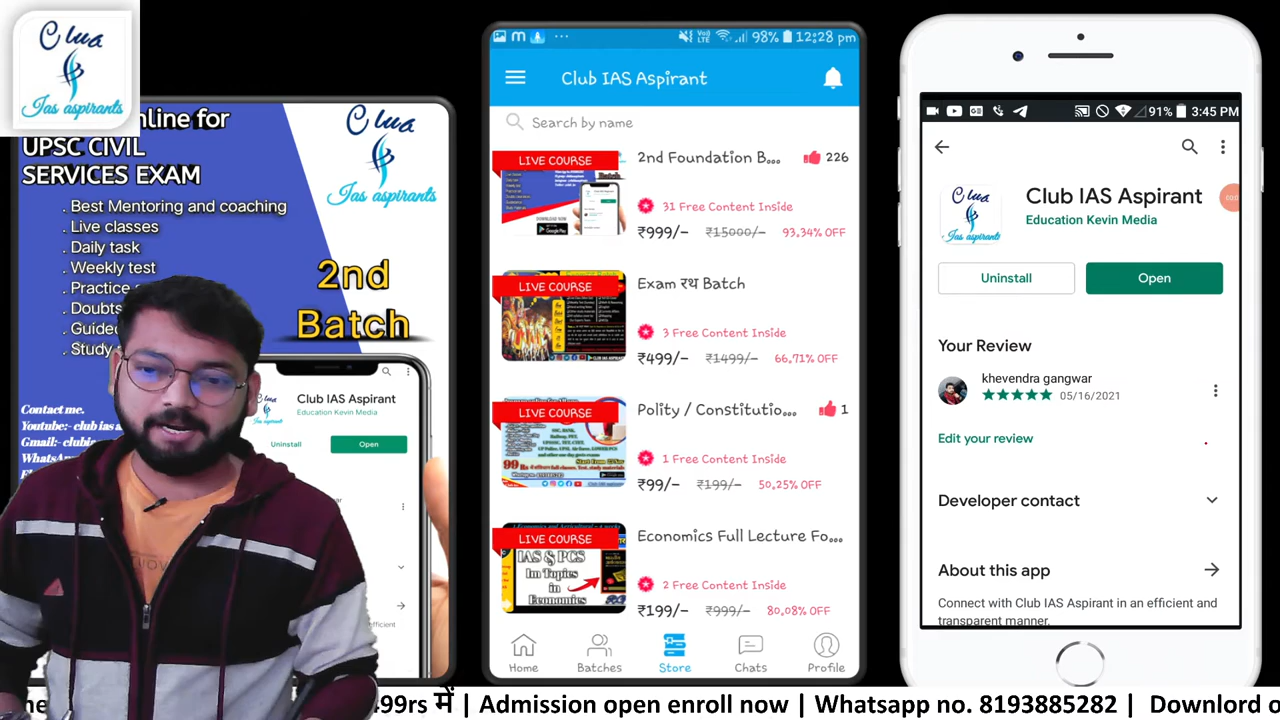 Clua
Ias aspirants
nline for
UPSC CIVIL
SERVICES EXAM
. Best Mentoring and coaching
. Live classes
. Daily task
. Weekly test
. Practice
. Doubts
. Guide
. Study
Clua
Ias aspirants
2nd
Batch
Contact me.
Youtube:- club ias a
Gmail:- clubi
WhatsA
Club IAS Aspirant
Education Kevin Media
Uninstall
Open
12:28 pm
98%
Club IAS Aspirant
Search by name
LIVE COURSE
2nd Foundation B...
226
31 Free Content Inside
₹999/- ₹15000/- 93.34% OFF
LIVE COURSE
Exam रथ Batch
3 Free Content Inside
₹499/- ₹1499/- 66.71% OFF
LIVE COURSE
Polity / Constitutio...
1
1 Free Content Inside
₹99/- ₹199/- 50.25% OFF
LIVE COURSE
Economics Full Lecture Fo...
IAS & PCS
Im Topics
in
Economics
2 Free Content Inside
₹199/- ₹999/- 80.08% OFF
Home
Batches
Store
Chats
Profile
91% 3:45 PM
Club IAS Aspirant
Education Kevin Media
Uninstall
Open
Your Review
khevendra gangwar
05/16/2021
Edit your review
Developer contact
About this app
Connect with Club IAS Aspirant in an efficient and
transparent manner.
499rs में | Admission open enroll now | Whatsapp no. 8193885282 | Downlord o